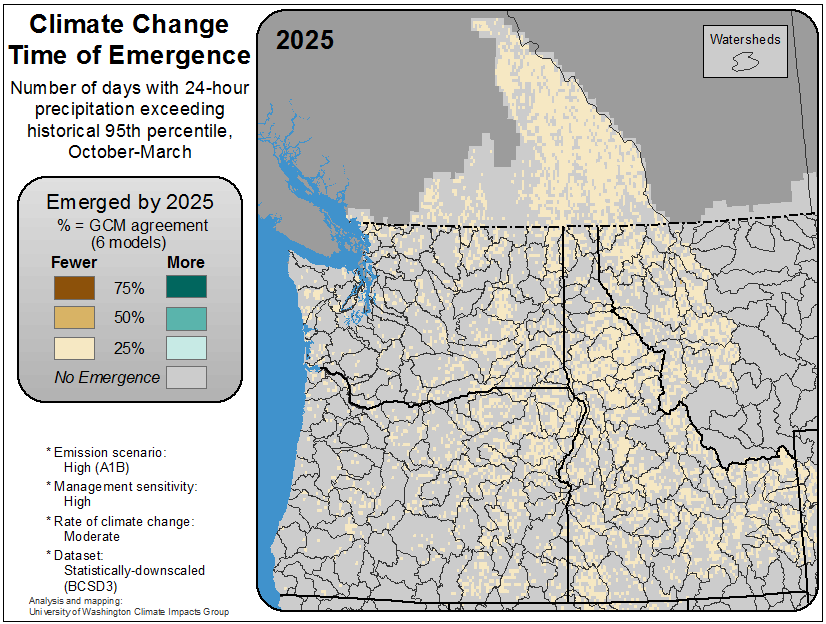 Climate Change
Time of Emergence
Number of days with 24-hour
precipitation exceeding
historical 95th percentile,
October-March
Emerged by 2025
% = GCM agreement
(6 models)
Fewer More
75%
50%
25%
No Emergence
* Emission scenario:
High (A1B)
* Management sensitivity:
High
* Rate of climate change:
Moderate
* Dataset:
Statistically-downscaled
(BCSD3)
Analysis and mapping:
University of Washington Climate Impacts Group
2025
Watersheds